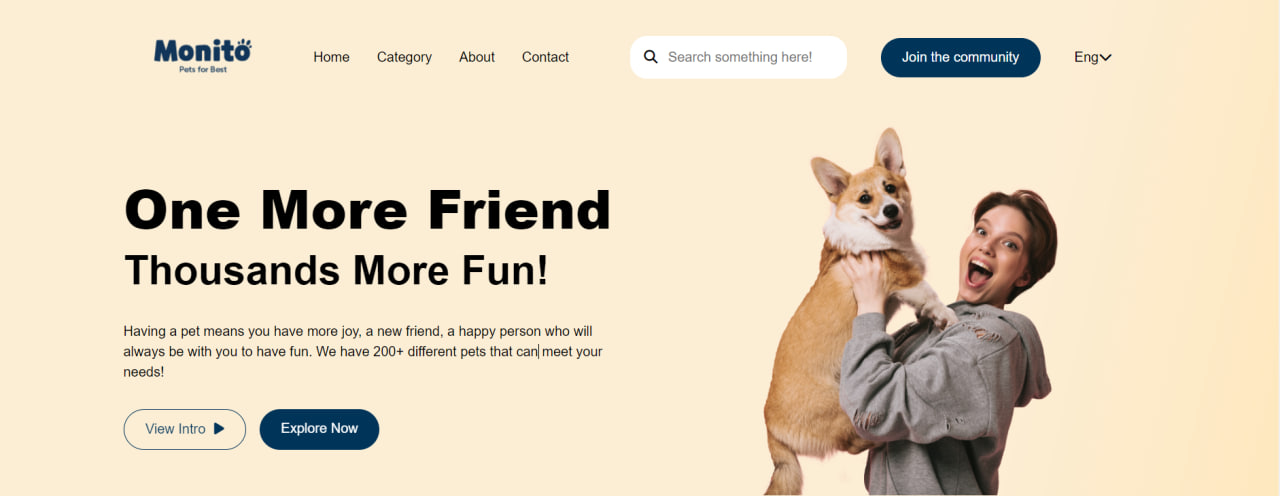 Monito
Pets for Best
Home Category About Contact
Search something here!
Join the community
Eng
One More Friend
Thousands More Fun!
Having a pet means you have more joy, a new friend, a happy person who will
always be with you to have fun. We have 200+ different pets that can meet your
needs!
View Intro
Explore Now